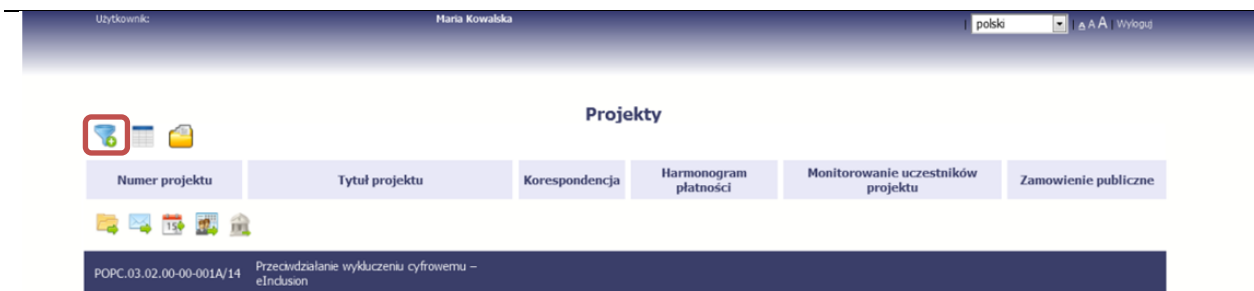 Użytkownik: Maria Kowalska | polski | A A A | Wyloguj
Projekty
Numer projektu Tytuł projektu Korespondencja Harmonogram płatności Monitorowanie uczestników projektu Zamowienie publiczne
15
POPC.03.02.00-00-001A/14 Przeciwdziałanie wykluczeniu cyfrowemu –
eInclusion